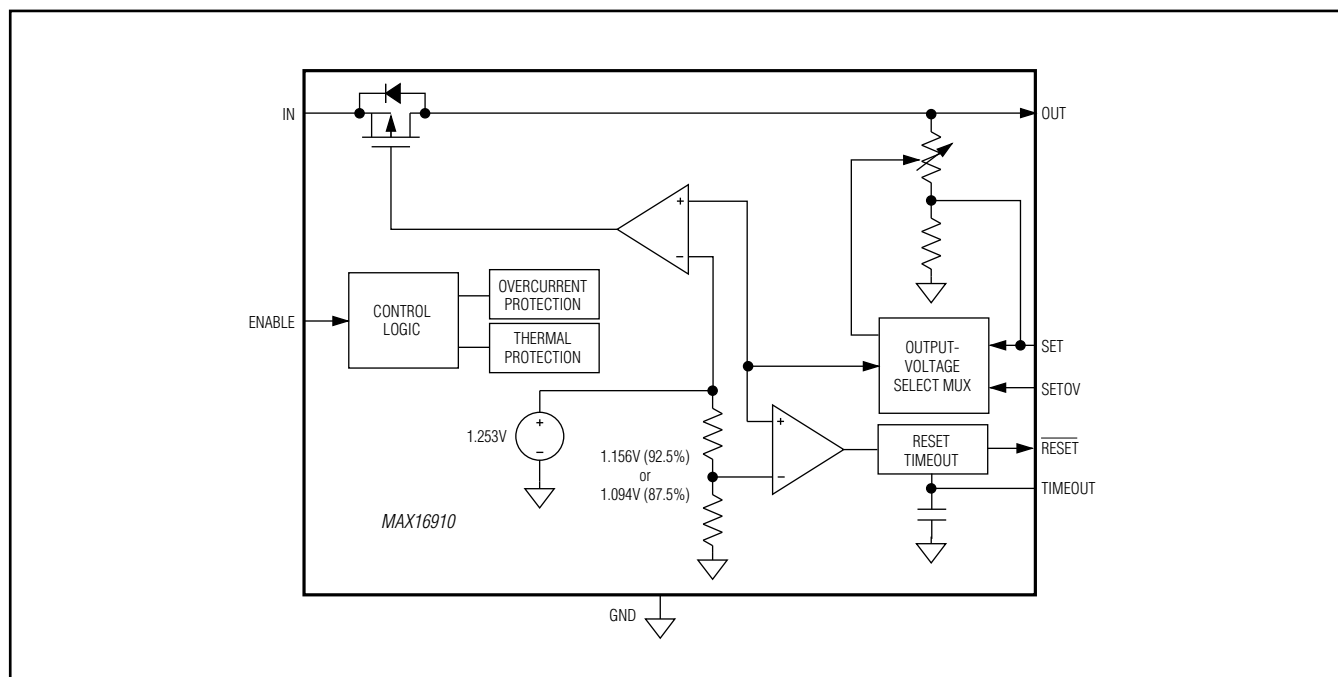 IN
OUT
+
−
OVERCURRENT
PROTECTION
CONTROL
LOGIC
THERMAL
PROTECTION
ENABLE
OUTPUT-
VOLTAGE
SELECT MUX
SET
SETOV
1.253V
+
−
1.156V (92.5%)
or
1.094V (87.5%)
+
−
RESET
TIMEOUT
RESET
TIMEOUT
MAX16910
GND